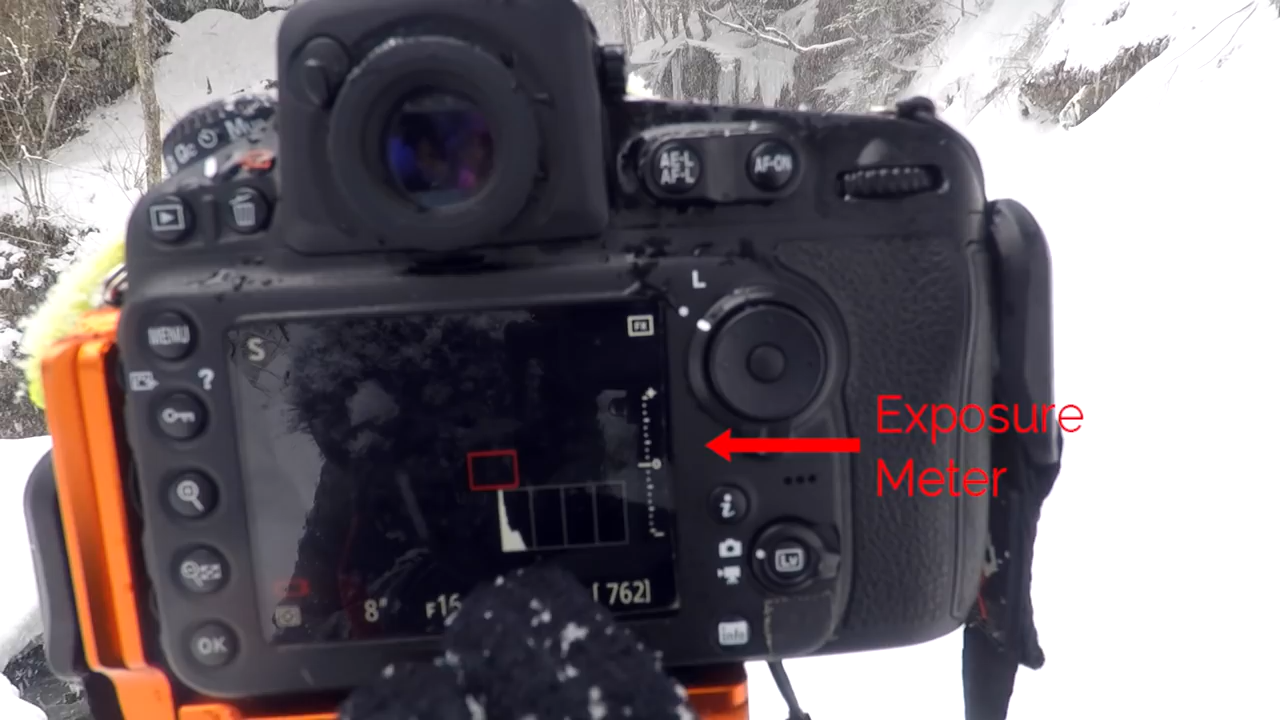 AE-L
AF-L
AF-ON
L
MENU
?
S
FX
Exposure
Meter
i
8" F16 [ 762]
Lv
OK
info